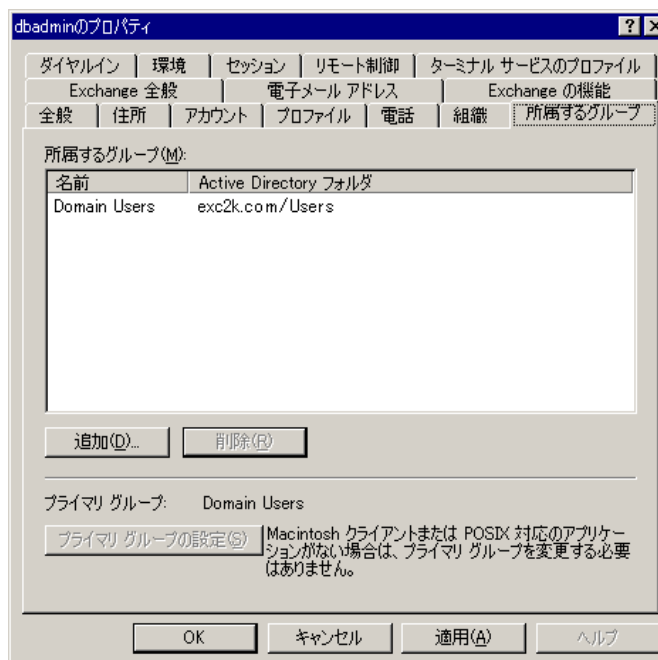 dbadminのプロパティ
ダイヤルイン 環境 セッション リモート制御 ターミナル サービスのプロファイル
Exchange 全般 電子メール アドレス Exchange の機能
全般 住所 アカウント プロファイル 電話 組織 所属するグループ
所属するグループ(M):
名前 Active Directory フォルダ
Domain Users exc2k.com/Users
追加(D)... 削除(R)
プライマリ グループ: Domain Users
プライマリ グループの設定(S)
Macintosh クライアントまたは POSIX 対応のアプリケー
ションがない場合は、プライマリ グループを変更する必要
はありません。
OK キャンセル 適用(A) ヘルプ